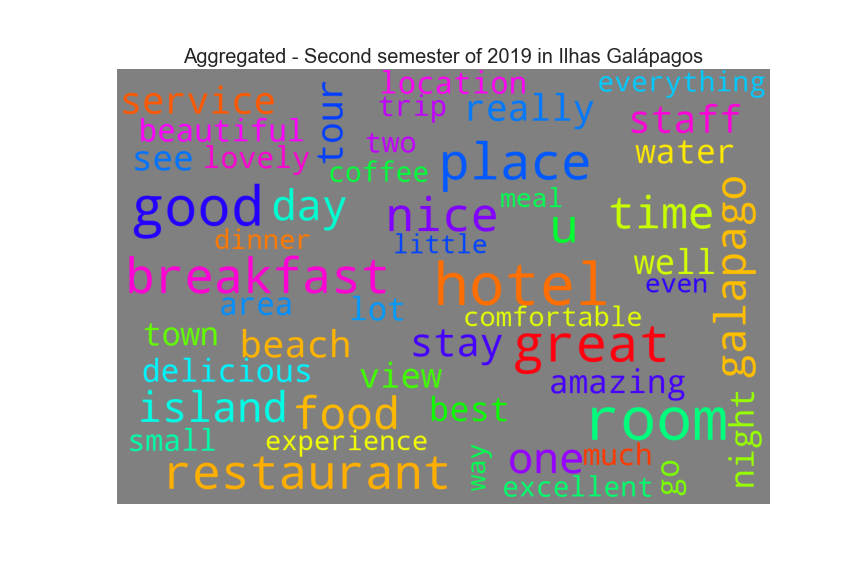 Aggregated - Second semester of 2019 in Ilhas Galápagos
service
beautiful
see
lovely
tour
location
trip
two
coffee
really
everything
staff
water
place
good
day
dinner
nice
meal
little
u
time
well
even
galapago
breakfast
area
lot
hotel
comfortable
town
beach
stay
great
delicious
view
amazing
island
food
best
room
night
small
experience
way
one
much
go
restaurant
excellent